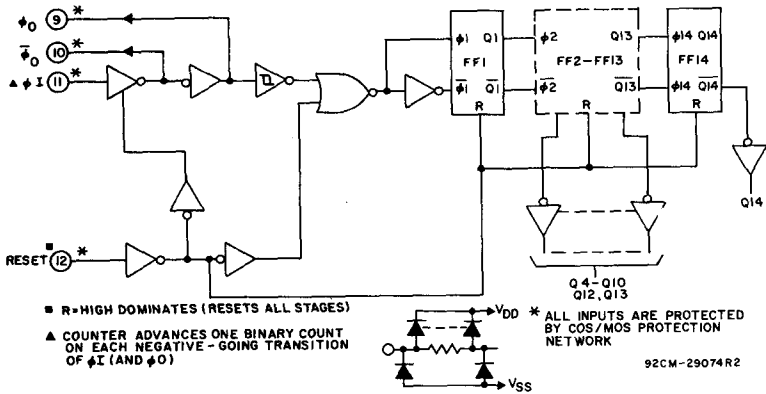 φO 9 *
φ̅O 10 *
▲ φI 11 *
φ1 Q1
FF1
φ̅1 Q̅1
R
φ2 Q13
FF2-FF13
φ̅2 Q̅13
R
φ14 Q14
FF14
φ14 Q̅14
R
Q14
RESET ■ 12 *
Q4-Q10
Q12, Q13
■ R=HIGH DOMINATES (RESETS ALL STAGES)
▲ COUNTER ADVANCES ONE BINARY COUNT
ON EACH NEGATIVE-GOING TRANSITION
OF φI (AND φO)
VDD
VSS
* ALL INPUTS ARE PROTECTED
BY COS/MOS PROTECTION
NETWORK
92CM-29074R2